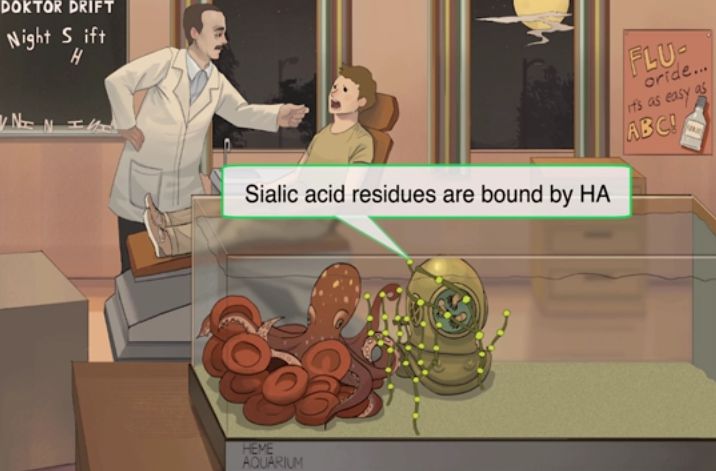 DOKTOR DRIFT
Night S ift
H
FLU-
oride...
it's as easy as
ABC!
Sialic acid residues are bound by HA
HEME
AQUARIUM